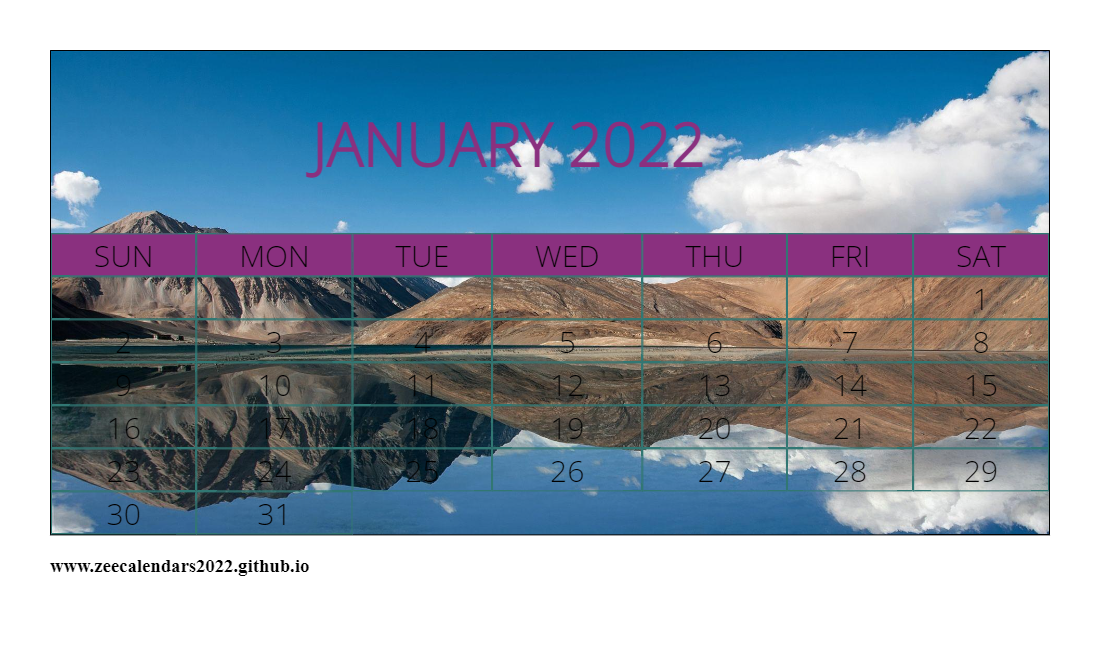 JANUARY 2022
SUN MON TUE WED THU FRI SAT
1
2 3 4 5 6 7 8
9 10 11 12 13 14 15
16 17 18 19 20 21 22
23 24 25 26 27 28 29
30 31
www.zeecalendars2022.github.io